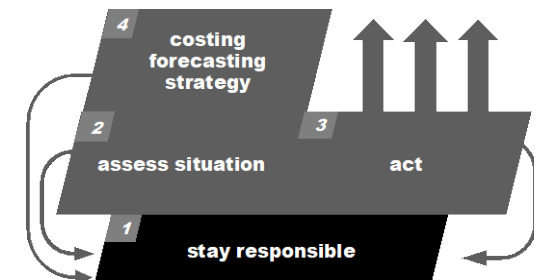 4
costing
forecasting
strategy
2
3
assess situation
act
1
stay responsible